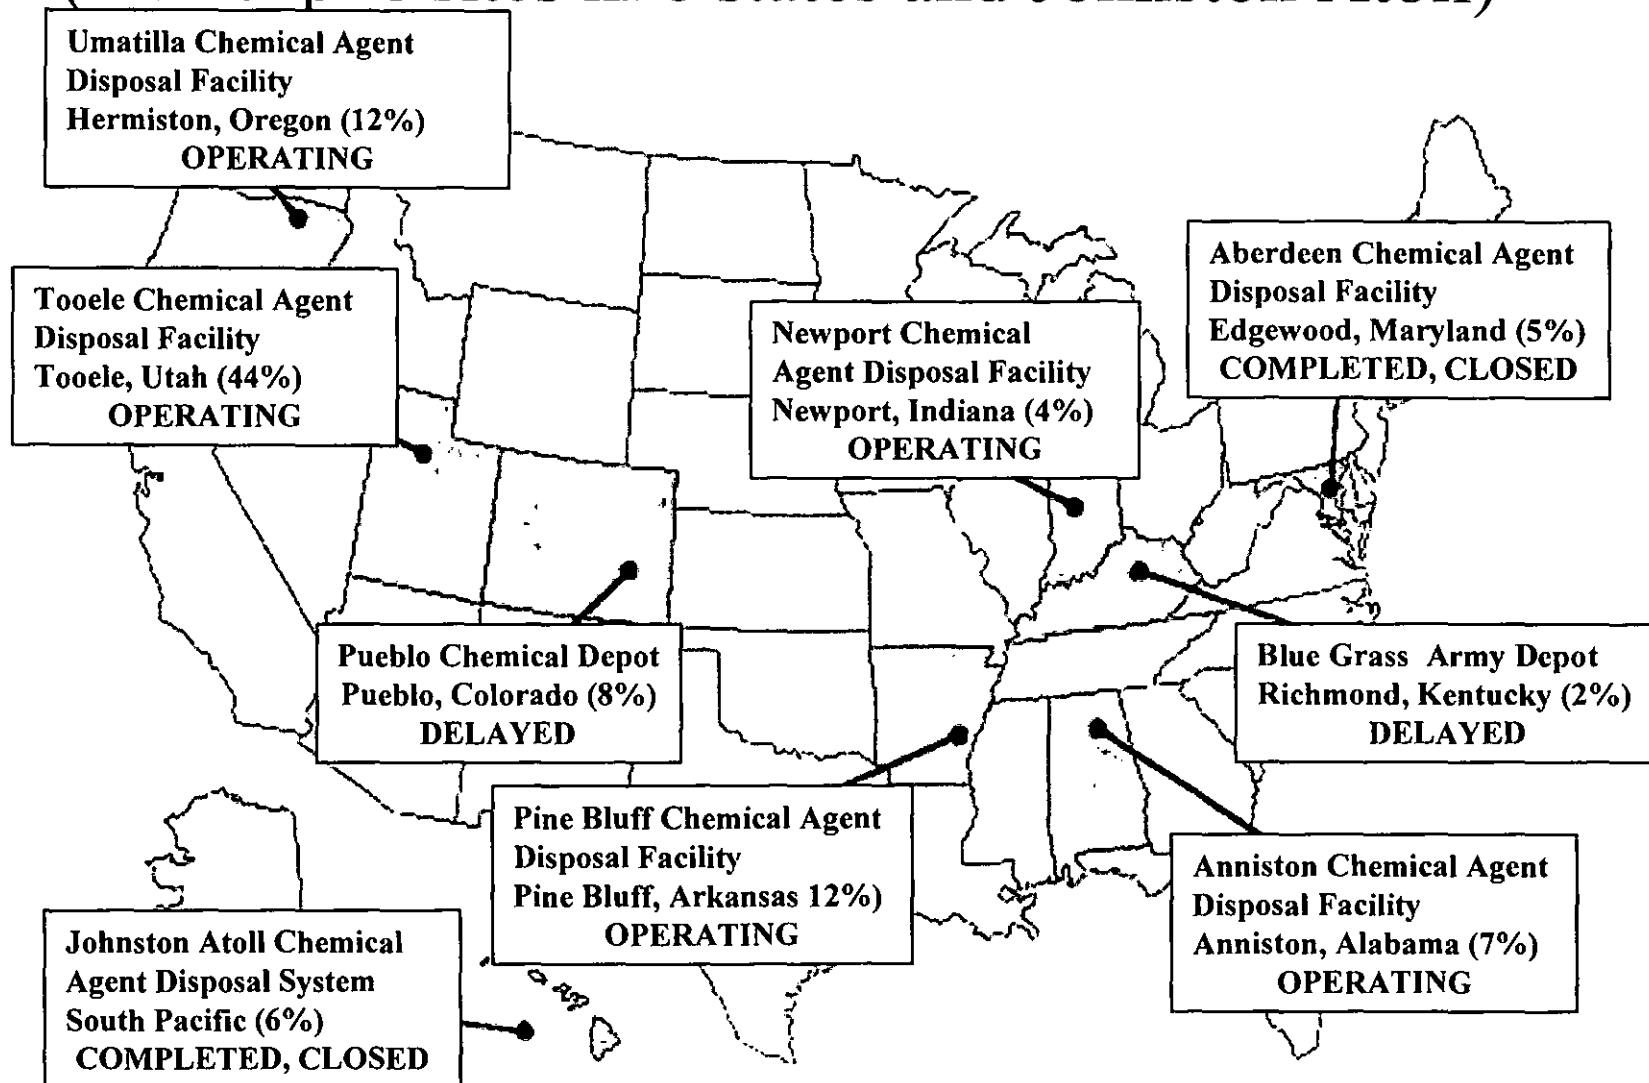 Umatilla Chemical Agent
Disposal Facility
Hermiston, Oregon (12%)
OPERATING
Tooele Chemical Agent
Disposal Facility
Tooele, Utah (44%)
OPERATING
Newport Chemical
Agent Disposal Facility
Newport, Indiana (4%)
OPERATING
Aberdeen Chemical Agent
Disposal Facility
Edgewood, Maryland (5%)
COMPLETED, CLOSED
Pueblo Chemical Depot
Pueblo, Colorado (8%)
DELAYED
Blue Grass Army Depot
Richmond, Kentucky (2%)
DELAYED
Pine Bluff Chemical Agent
Disposal Facility
Pine Bluff, Arkansas 12%)
OPERATING
Anniston Chemical Agent
Disposal Facility
Anniston, Alabama (7%)
OPERATING
Johnston Atoll Chemical
Agent Disposal System
South Pacific (6%)
COMPLETED, CLOSED